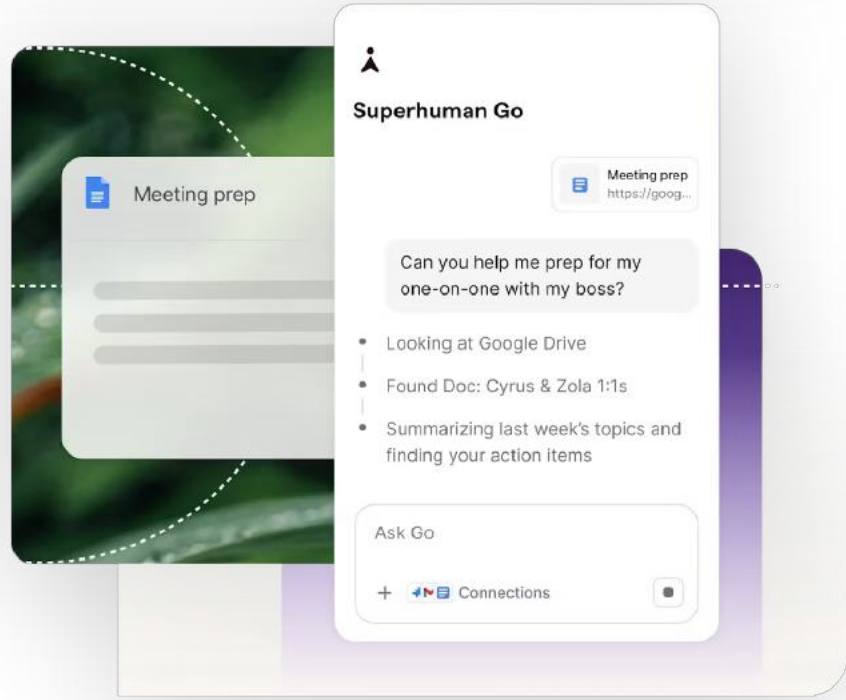 Superhuman Go
Meeting prep
Meeting prep
https://goog...
Can you help me prep for my
one-on-one with my boss?
Looking at Google Drive
Found Doc: Cyrus & Zola 1:1s
Summarizing last week's topics and
finding your action items
Ask Go
Connections